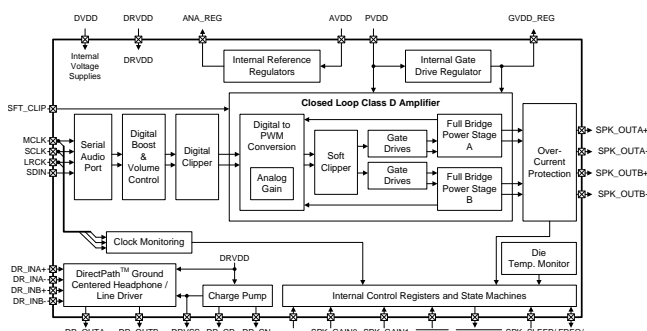 DVDD
DRVDD
ANA_REG
AVDD
PVDD
GVDD_REG
Internal
Voltage
Supplies
DRVDD
Internal Reference
Regulators
Internal Gate
Drive Regulator
SFT_CLIP
Closed Loop Class D Amplifier
MCLK
SCLK
LRCK
SDIN
Serial
Audio
Port
Digital
Boost
&
Volume
Control
Digital
Clipper
Digital to
PWM
Conversion
Analog
Gain
Soft
Clipper
Gate
Drives
Gate
Drives
Full Bridge
Power Stage
A
Full Bridge
Power Stage
B
Over-
Current
Protection
SPK_OUTA+
SPK_OUTA-
SPK_OUTB+
SPK_OUTB-
Clock Monitoring
Die
Temp. Monitor
DR_INA+
DR_INA-
DR_INB+
DR_INB-
DirectPath™ Ground
Centered Headphone /
Line Driver
DRVDD
Charge Pump
Internal Control Registers and State Machines